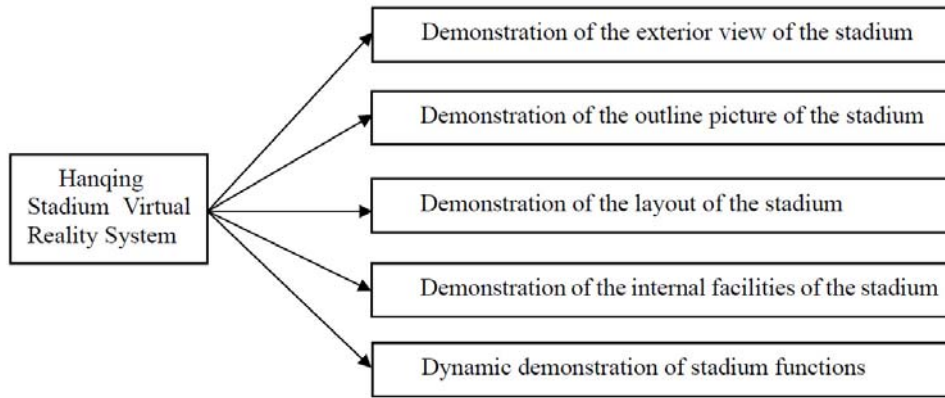 Demonstration of the exterior view of the stadium
Demonstration of the outline picture of the stadium
Hanqing
Stadium Virtual
Reality System
Demonstration of the layout of the stadium
Demonstration of the internal facilities of the stadium
Dynamic demonstration of stadium functions